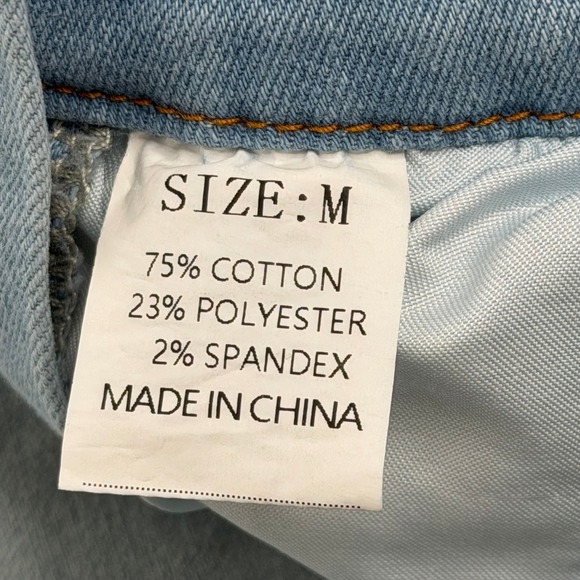 SIZE:M
75% COTTON
23% POLYESTER
2% SPANDEX
MADE IN CHINA